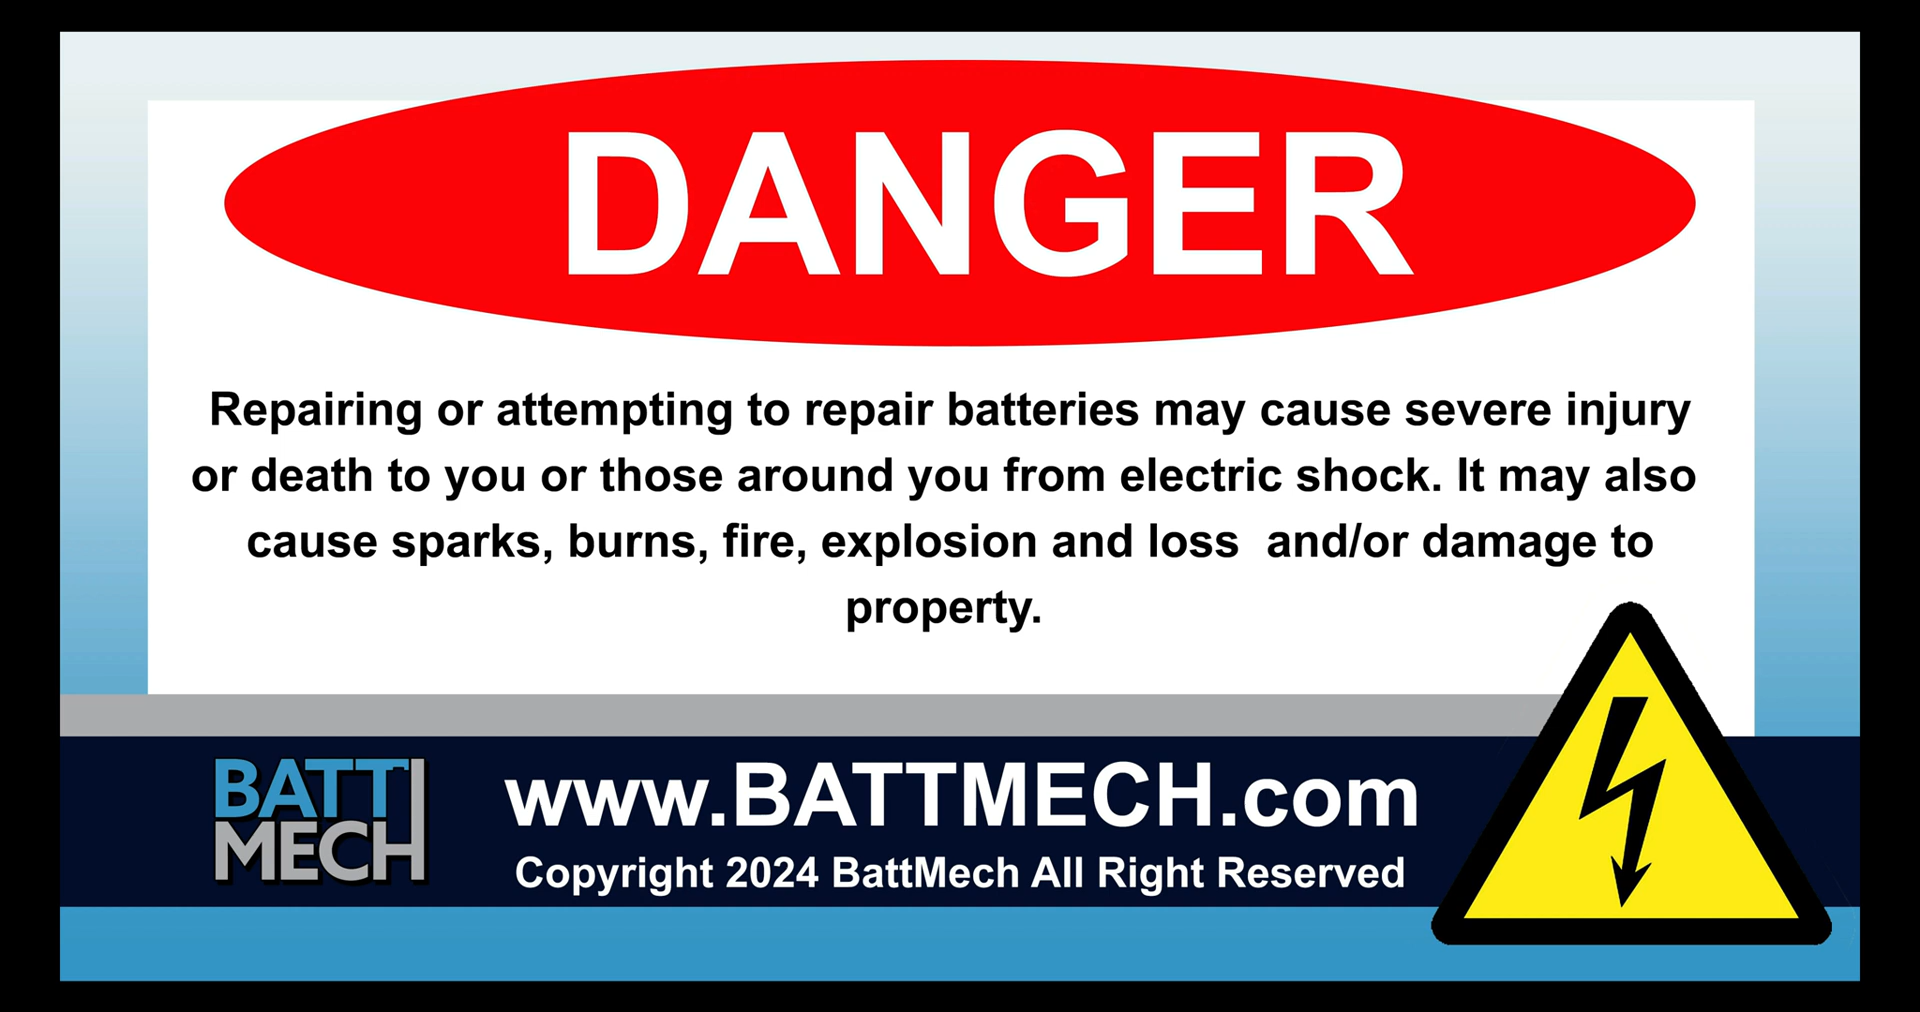 DANGER
Repairing or attempting to repair batteries may cause severe injury
or death to you or those around you from electric shock. It may also
cause sparks, burns, fire, explosion and loss  and/or damage to
property.
BATT
MECH
www.BATTMECH.com
Copyright 2024 BattMech All Right Reserved